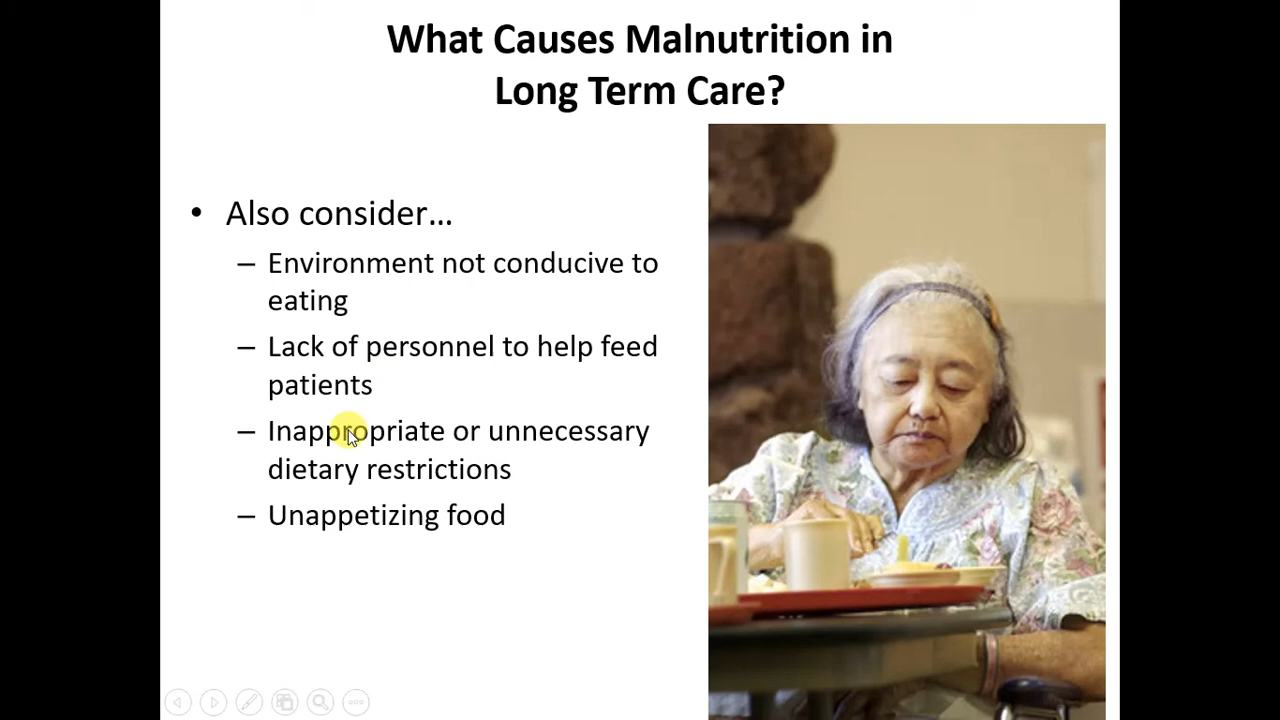 What Causes Malnutrition in
Long Term Care?
• Also consider…
– Environment not conducive to
eating
– Lack of personnel to help feed
patients
– Inappropriate or unnecessary
dietary restrictions
– Unappetizing food